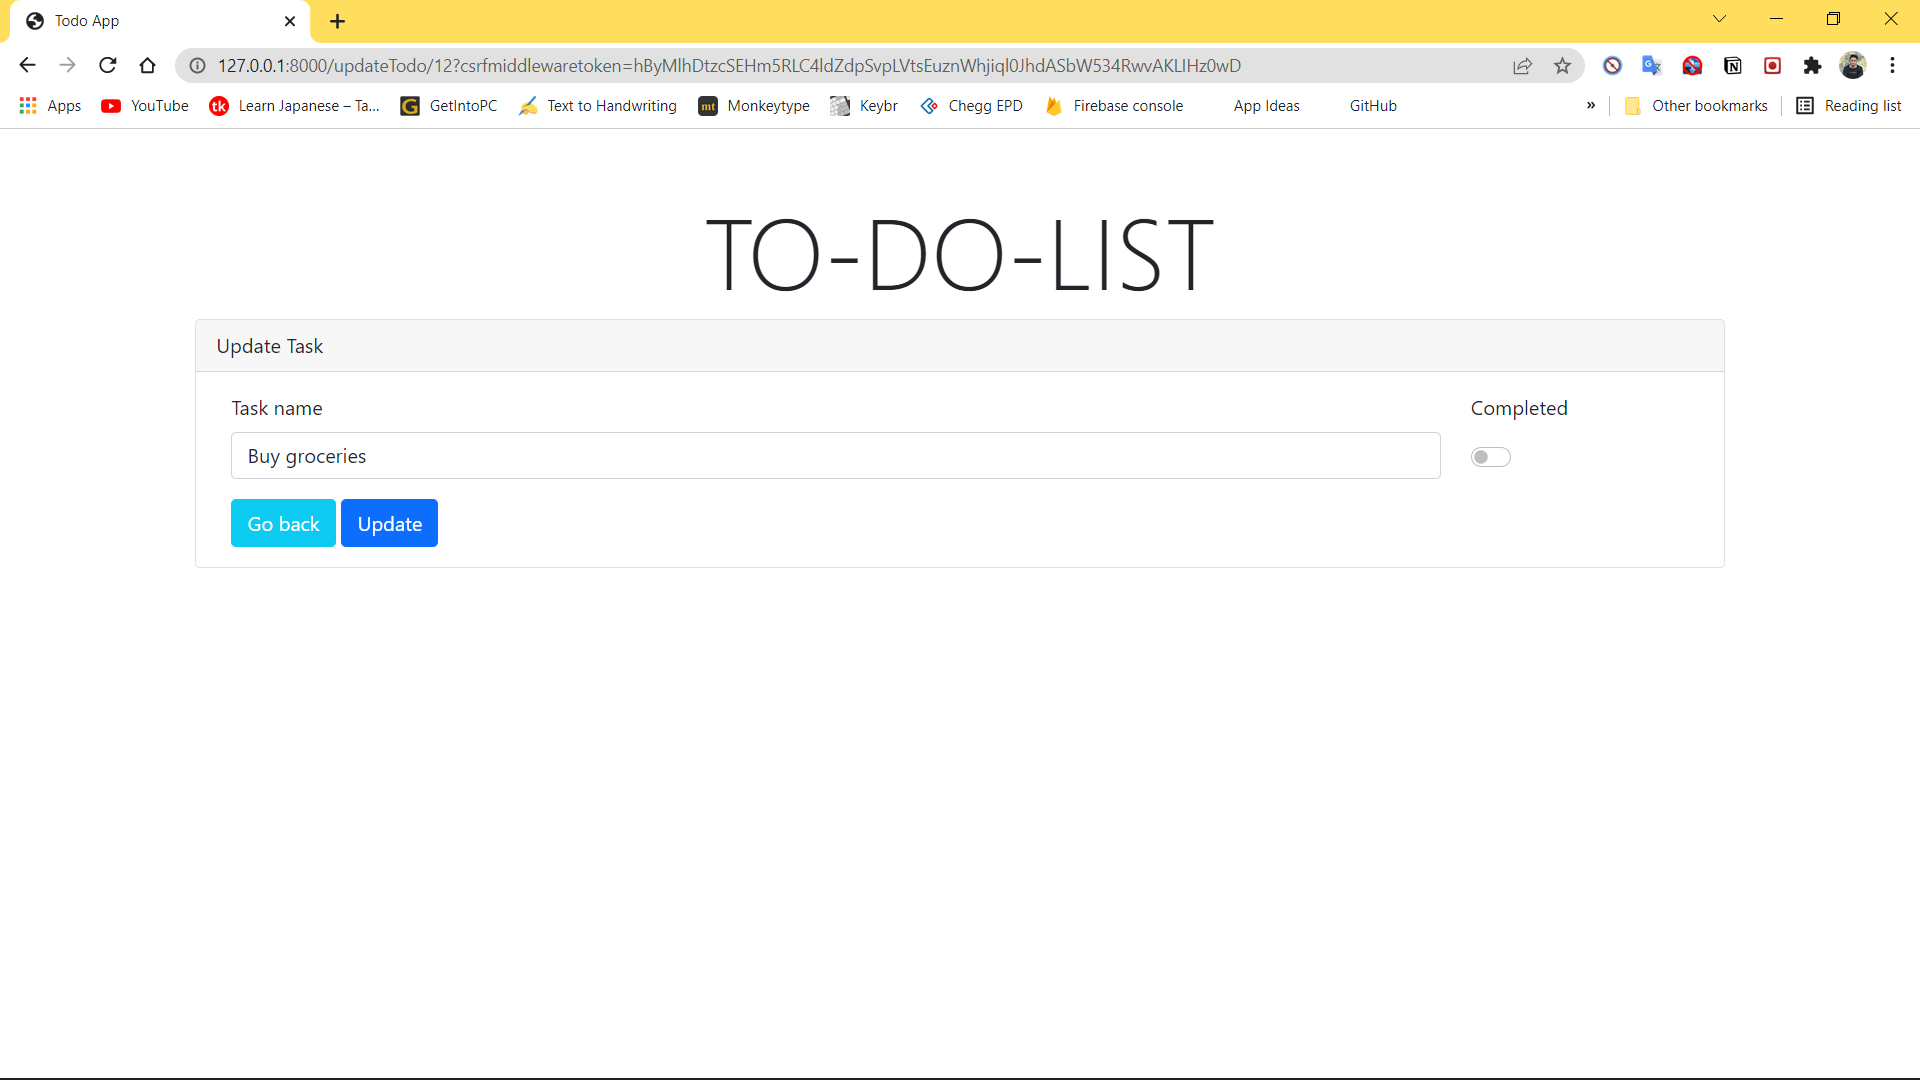 Todo App
127.0.0.1:8000/updateTodo/12?csrfmiddlewaretoken=hByMlhDtzcSEHm5RLC4ldZdpSvpLVtsEuznWhjiql0JhdASbW534RwvAKLIHz0wD
Apps YouTube tk Learn Japanese – Ta... G GetIntoPC Text to Handwriting mt Monkeytype Keybr Chegg EPD Firebase console App Ideas GitHub » Other bookmarks Reading list
TO-DO-LIST
Update Task
Task name Completed
Buy groceries
Go back Update